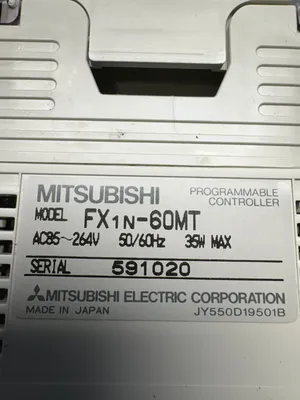 MITSUBISHI PROGRAMMABLE CONTROLLER
MODEL FX1N-60MT
AC85~264V 50/60Hz 35W MAX
SERIAL 591020
MITSUBISHI ELECTRIC CORPORATION
MADE IN JAPAN JY550D19501B